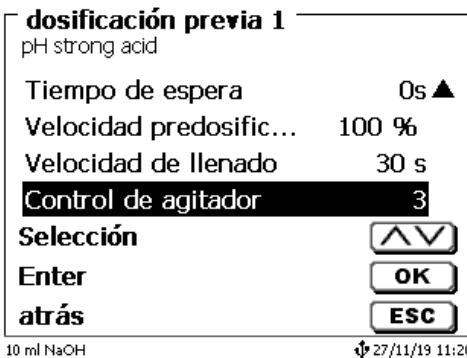 dosificación previa 1
pH strong acid
Tiempo de espera 0s ▲
Velocidad predosific... 100 %
Velocidad de llenado 30 s
Control de agitador 3
Selección
Enter OK
atrás ESC
10 ml NaOH 27/11/19 11:26